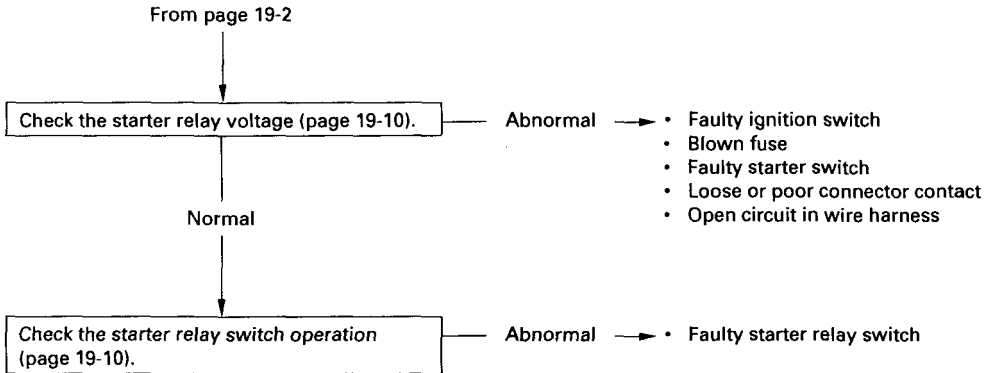 From page 19-2
Check the starter relay voltage (page 19-10).
Abnormal
• Faulty ignition switch
• Blown fuse
• Faulty starter switch
• Loose or poor connector contact
• Open circuit in wire harness
Normal
Check the starter relay switch operation
(page 19-10).
Abnormal
• Faulty starter relay switch